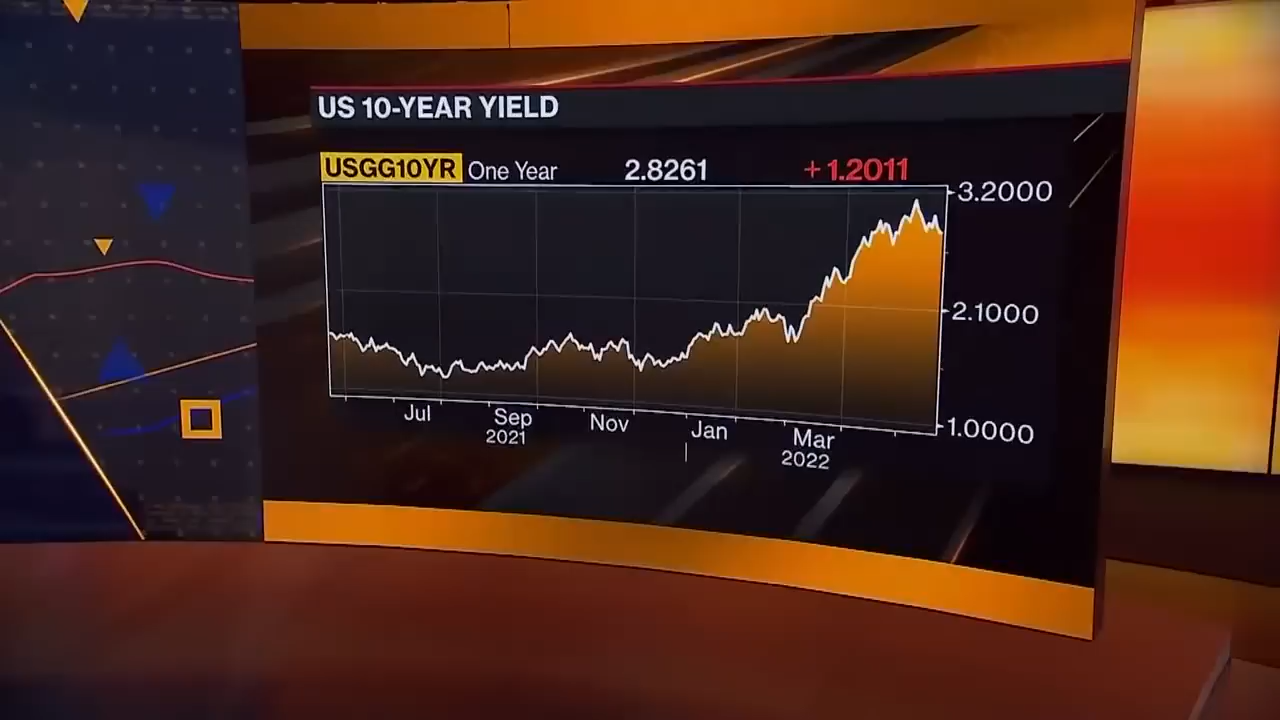 US 10-YEAR YIELD
USGG10YR One Year 2.8261 +1.2011
3.2000
2.1000
1.0000
Jul Sep Nov Jan Mar
2021 2022